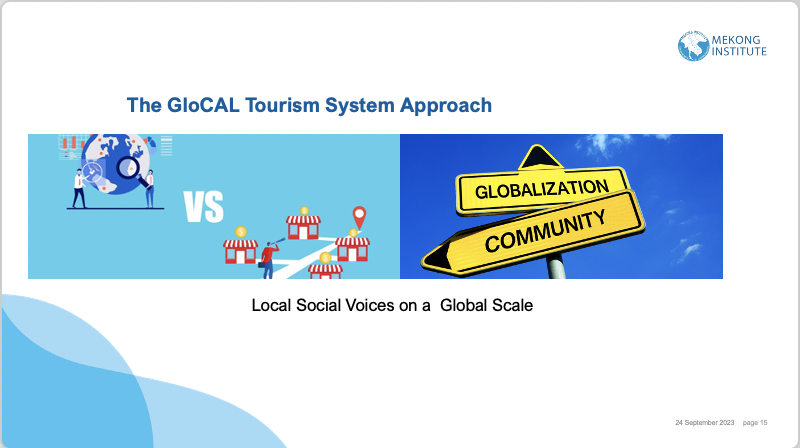 MEKONG
INSTITUTE
The GloCAL Tourism System Approach
VS
GLOBALIZATION
COMMUNITY
Local Social Voices on a Global Scale
24 September 2023 page 15